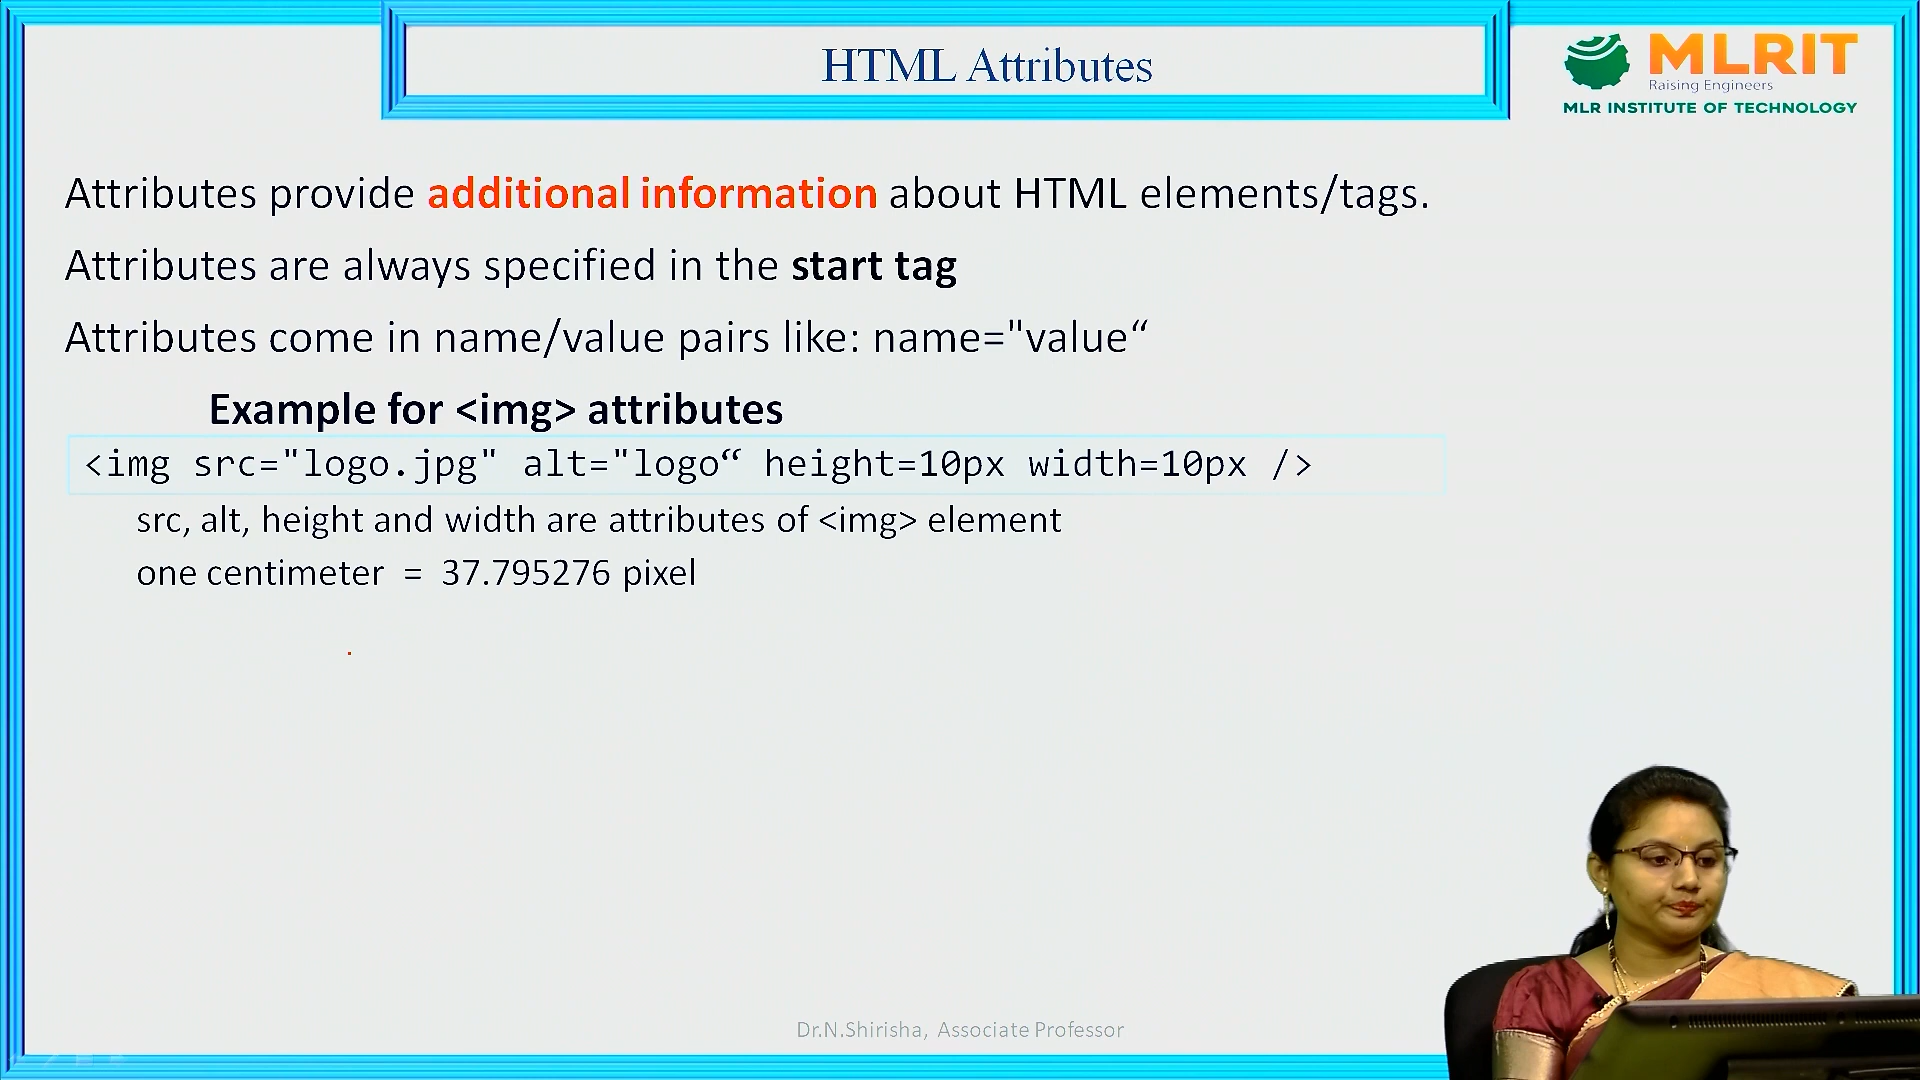 HTML Attributes
MLRIT
Raising Engineers
MLR INSTITUTE OF TECHNOLOGY
Attributes provide additional information about HTML elements/tags.
Attributes are always specified in the start tag
Attributes come in name/value pairs like: name="value“
Example for <img> attributes
<img src="logo.jpg" alt="logo“ height=10px width=10px />
src, alt, height and width are attributes of <img> element
one centimeter = 37.795276 pixel
Dr.N.Shirisha, Associate Professor